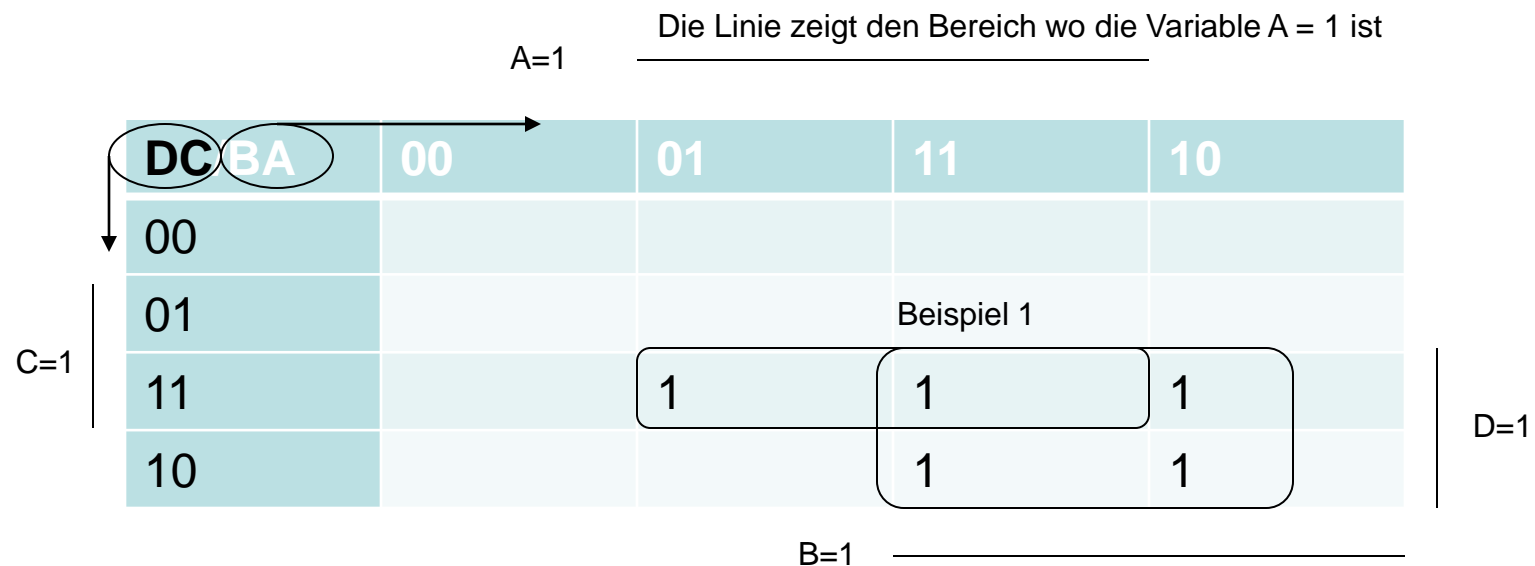 Die Linie zeigt den Bereich wo die Variable A = 1 ist
A=1
DC/BA 00 01 11 10
00
01 Beispiel 1
C=1
11 1 1 1
D=1
10 1 1
B=1